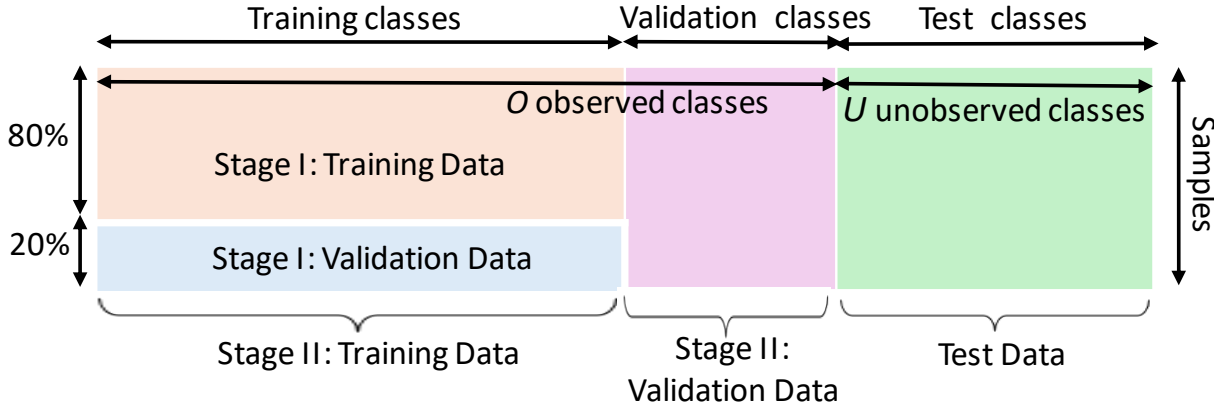 Training classes
Validation classes
Test classes
O observed classes
U unobserved classes
80%
Stage I: Training Data
Samples
20%
Stage I: Validation Data
Stage II: Training Data
Stage II:
Validation Data
Test Data